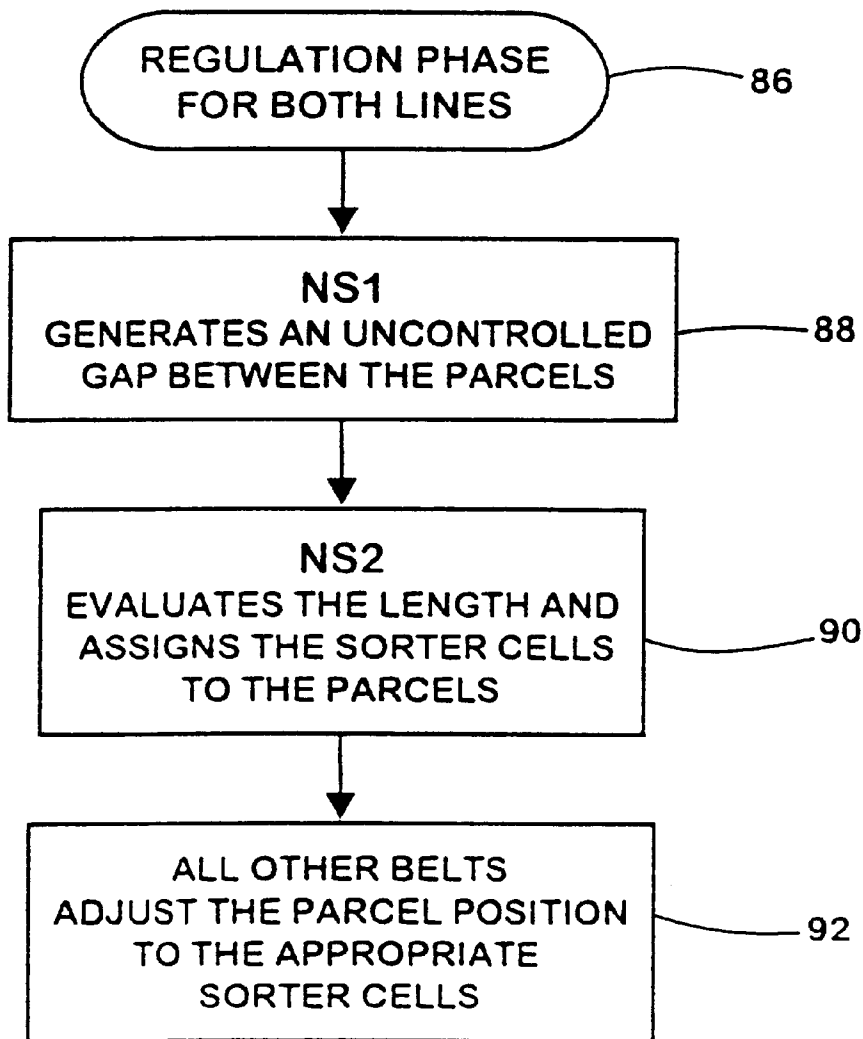 REGULATION PHASE
FOR BOTH LINES
86
NS1
GENERATES AN UNCONTROLLED
GAP BETWEEN THE PARCELS
88
NS2
EVALUATES THE LENGTH AND
ASSIGNS THE SORTER CELLS
TO THE PARCELS
90
ALL OTHER BELTS
ADJUST THE PARCEL POSITION
TO THE APPROPRIATE
SORTER CELLS
92